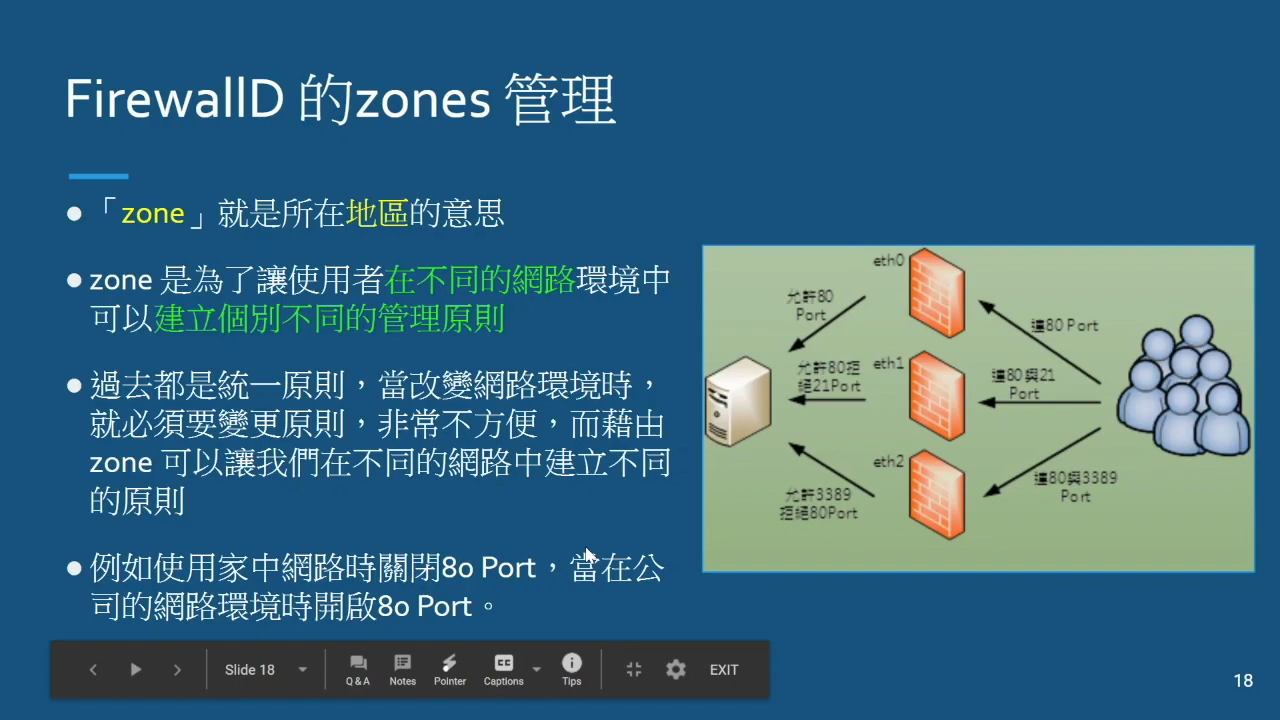 FirewallD 的zones 管理
● 「zone」就是所在地區的意思
● zone 是為了讓使用者在不同的網路環境中
可以建立個別不同的管理原則
● 過去都是統一原則，當改變網路環境時，
就必須要變更原則，非常不方便，而藉由
zone 可以讓我們在不同的網路中建立不同
的原則
● 例如使用家中網路時關閉80 Port，當在公
司的網路環境時開啟80 Port。
eth0
允許80
Port
連80 Port
eth1
允許80拒
絕21Port
連80與21
Port
eth2
允許3389
拒絕80Port
連80與3389
Port
Slide 18
Q & A
Notes
Pointer
CC
Captions
Tips
EXIT
18